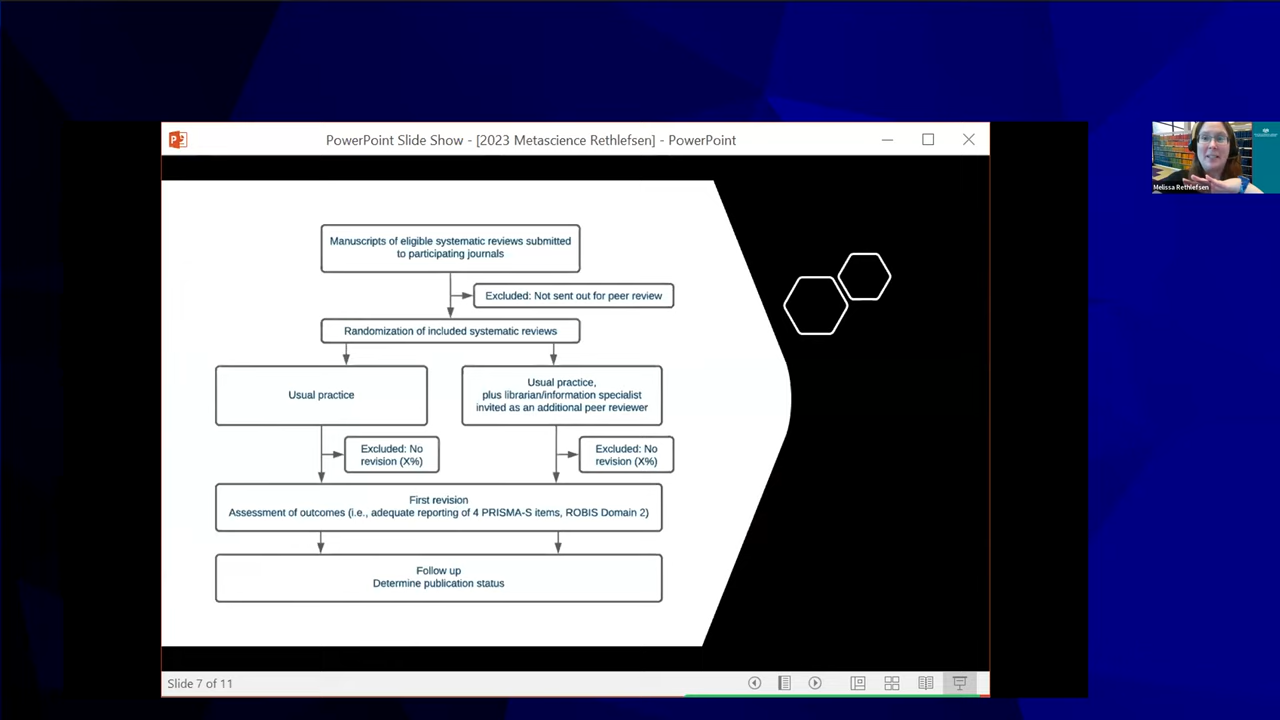 PowerPoint Slide Show - [2023 Metascience Rethlefsen] - PowerPoint
Manuscripts of eligible systematic reviews submitted
to participating journals
Excluded: Not sent out for peer review
Randomization of included systematic reviews
Usual practice
Usual practice,
plus librarian/information specialist
invited as an additional peer reviewer
Excluded: No
revision (X%)
Excluded: No
revision (X%)
First revision
Assessment of outcomes (i.e., adequate reporting of 4 PRISMA-S items, ROBIS Domain 2)
Follow up
Determine publication status
Slide 7 of 11
Melissa Rethlefsen